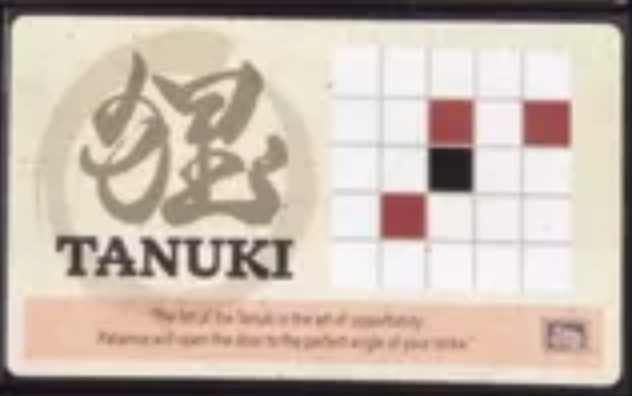 狸
TANUKI
"The art of the Tanuki is the art of opportunity.
Patience will open the door to the perfect angle of your strike."